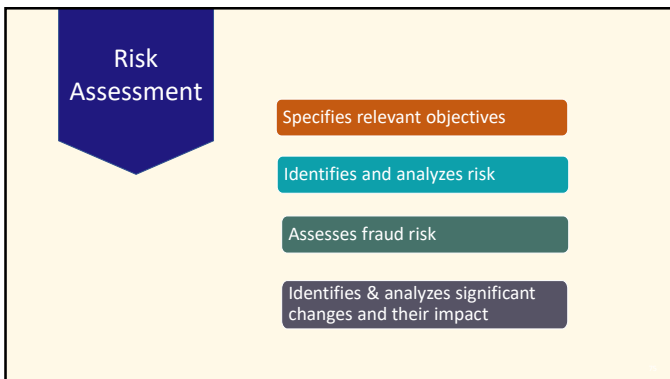 Risk
Assessment
Specifies relevant objectives
Identifies and analyzes risk
Assesses fraud risk
Identifies & analyzes significant
changes and their impact